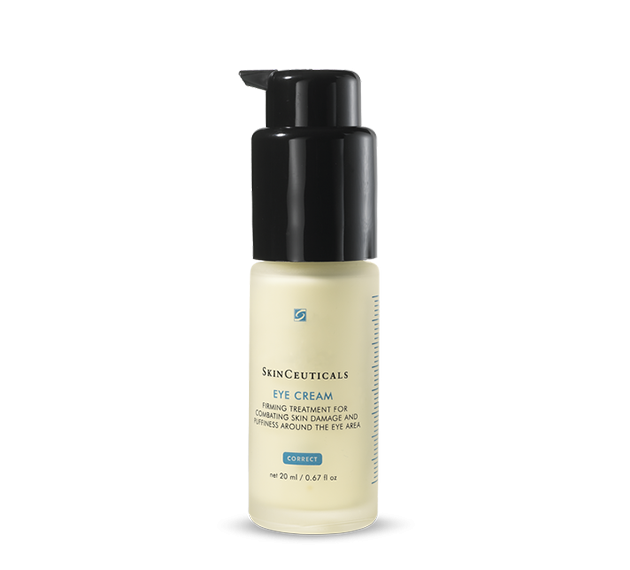 SKINCEUTICALS
EYE CREAM
FIRMING TREATMENT FOR
COMBATING SKIN DAMAGE AND
PUFFINESS AROUND THE EYE AREA
CORRECT
net 20 ml / 0.67 fl oz